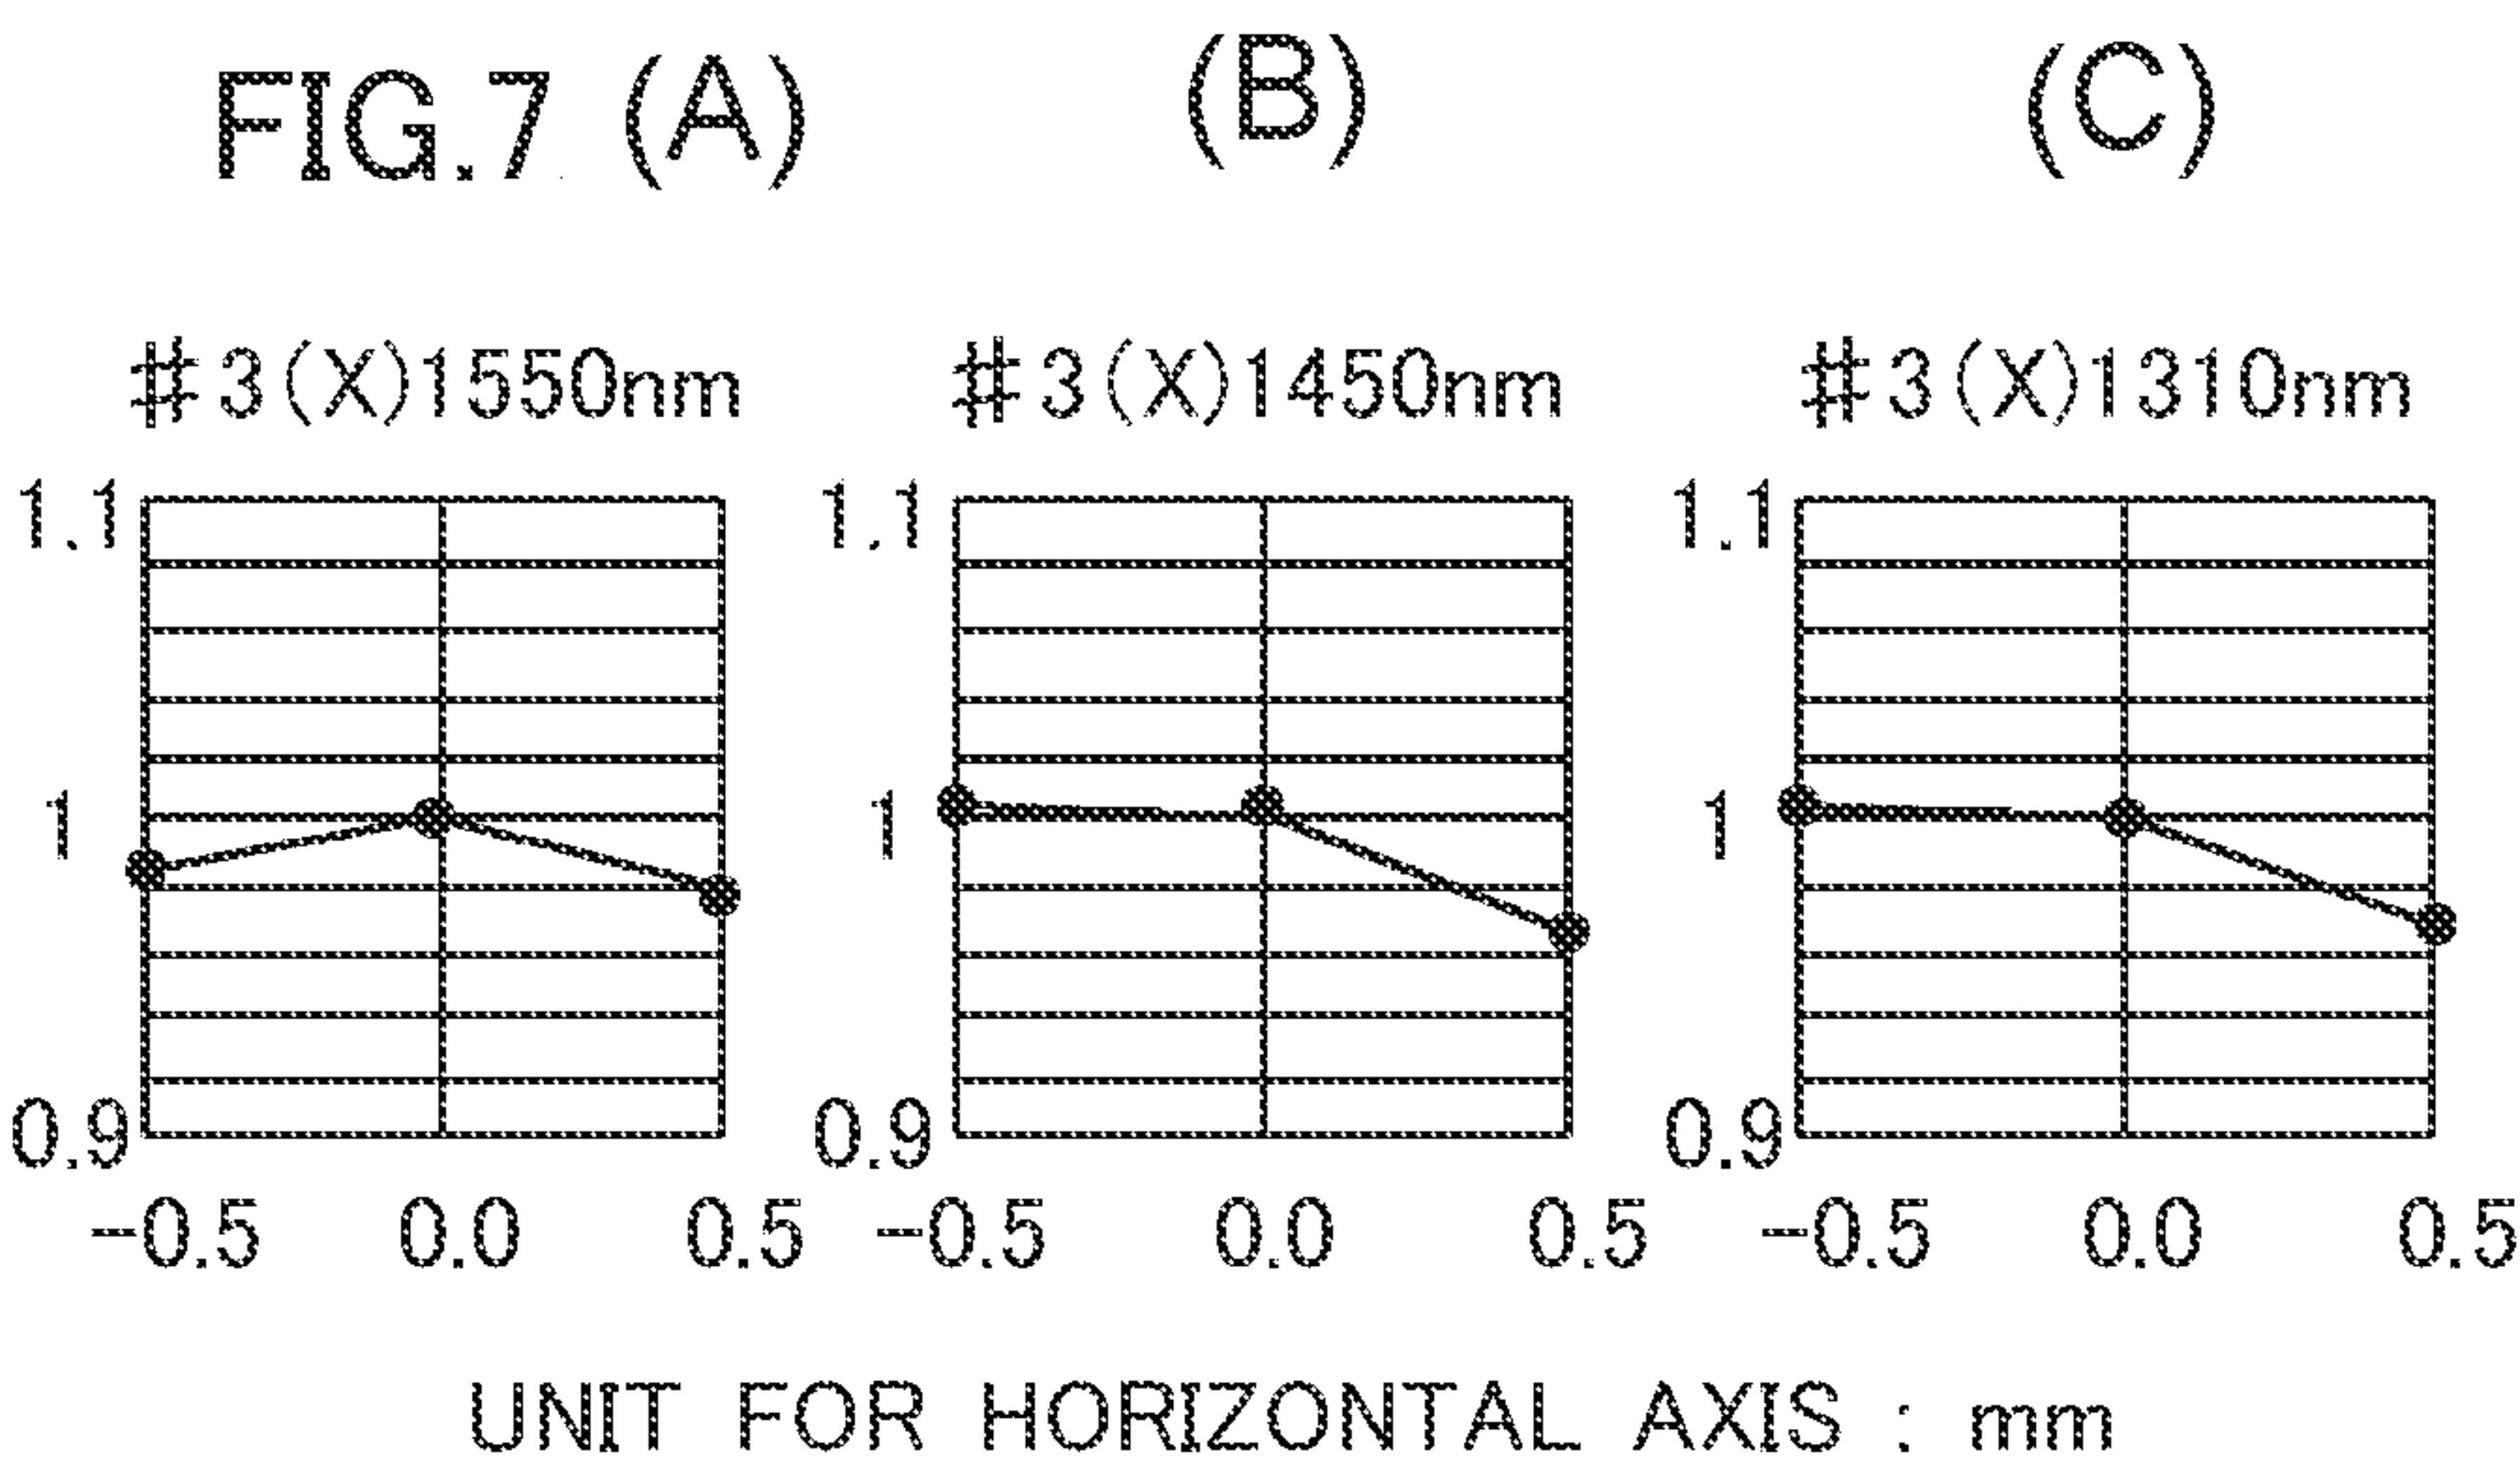 FIG.7 (A) (B) (C)
#3(X)1550nm #3(X)1450nm #3(X)1310nm
1.1 1.1 1.1
1 1 1
0.9 0.9 0.9
-0.5 0.0 0.5 -0.5 0.0 0.5 -0.5 0.0 0.5
UNIT FOR HORIZONTAL AXIS : mm